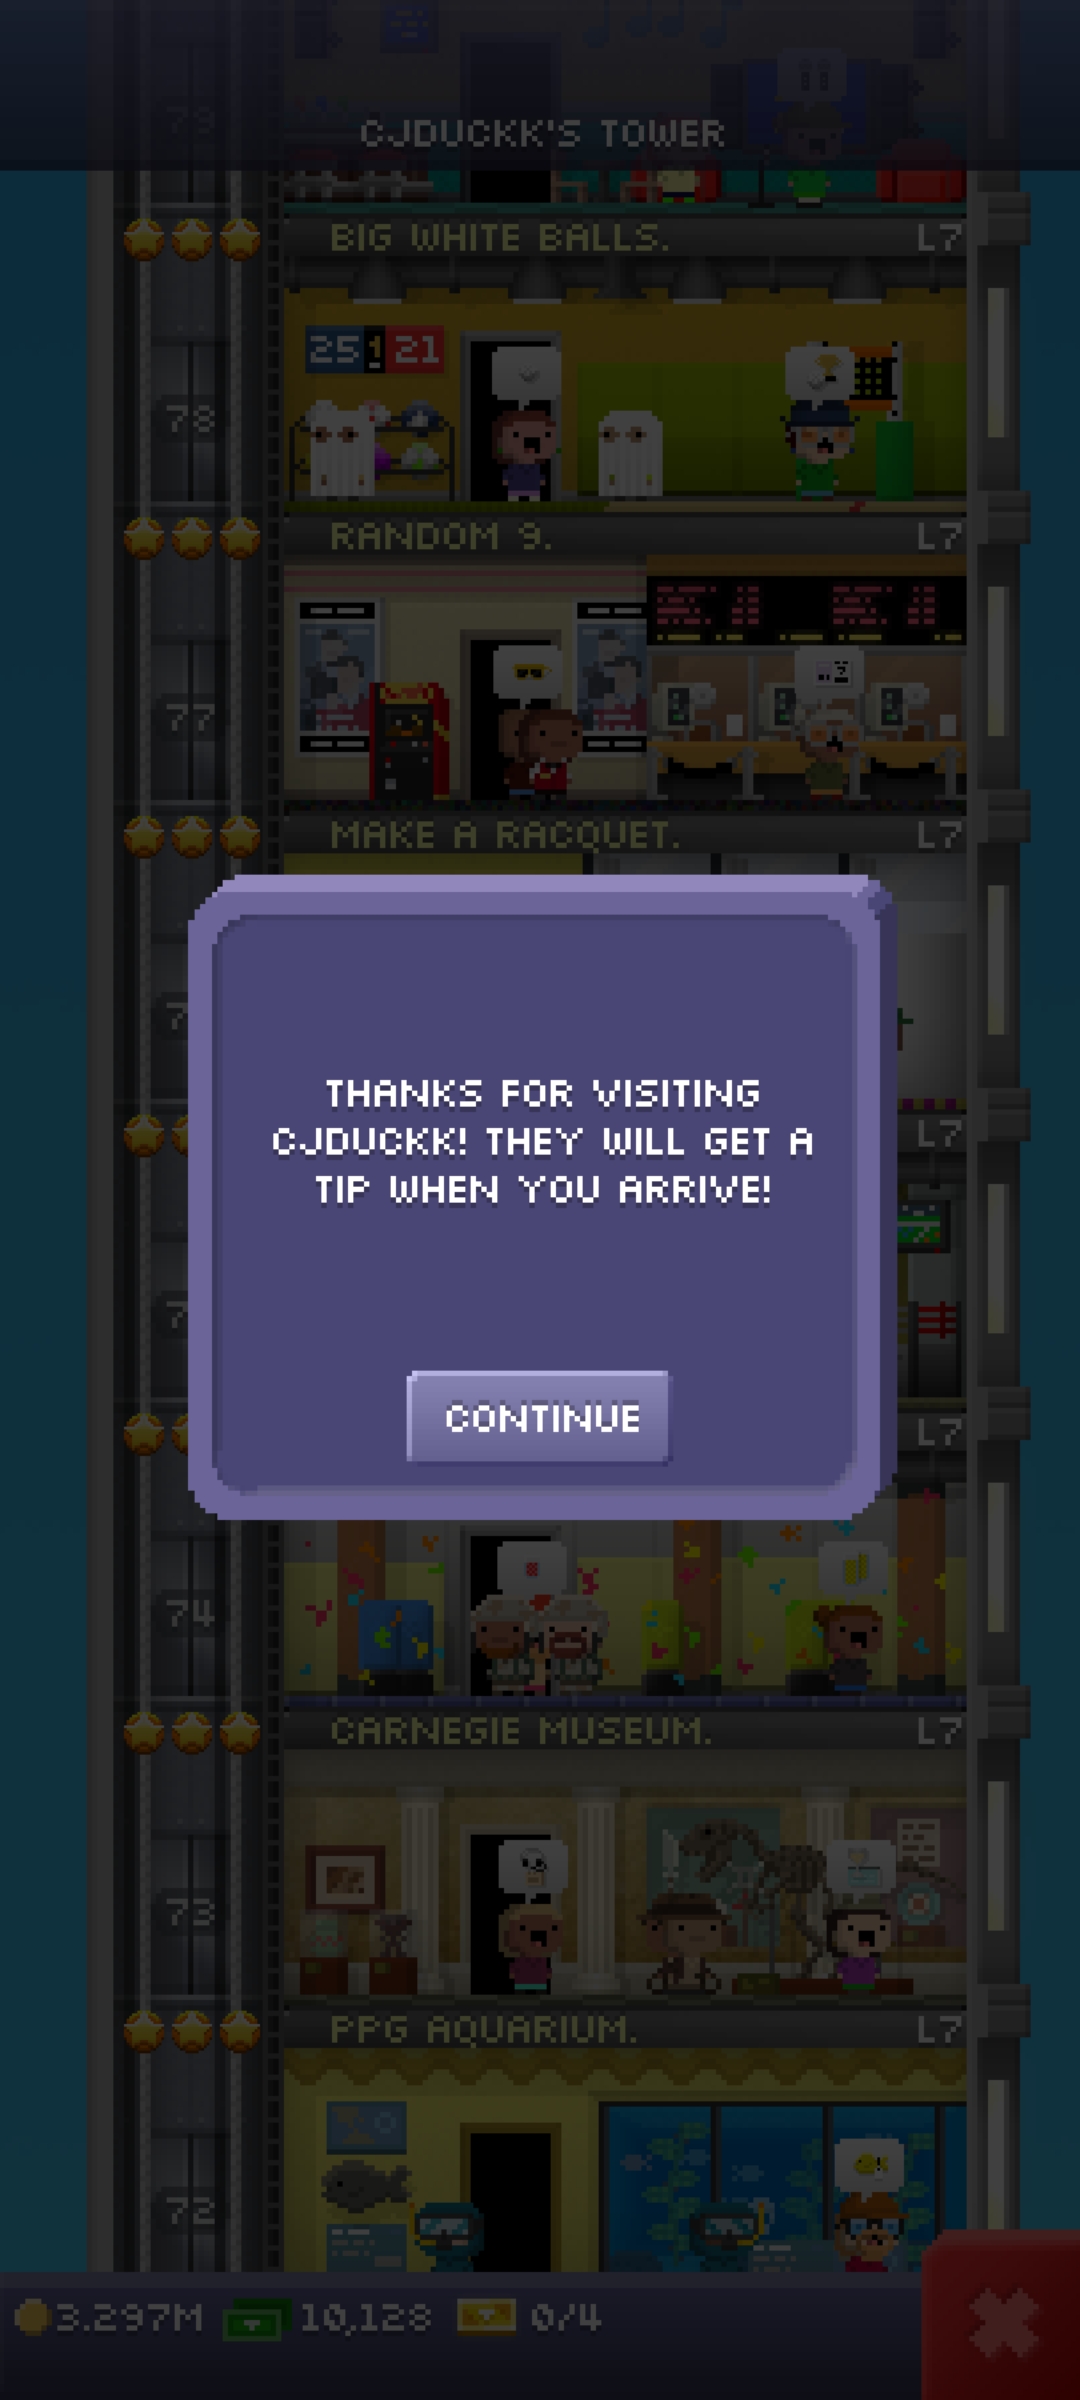 CJDUCKK'S TOWER
BIG WHITE BALLS. L7
25 21
78
RANDOM 9. L7
77
MAKE A RACQUET. L7
THANKS FOR VISITING
CJDUCKK! THEY WILL GET A
TIP WHEN YOU ARRIVE!
L7
L7
CONTINUE
74
CARNEGIE MUSEUM. L7
73
PPG AQUARIUM. L7
72
3.297M 10,128 0/4